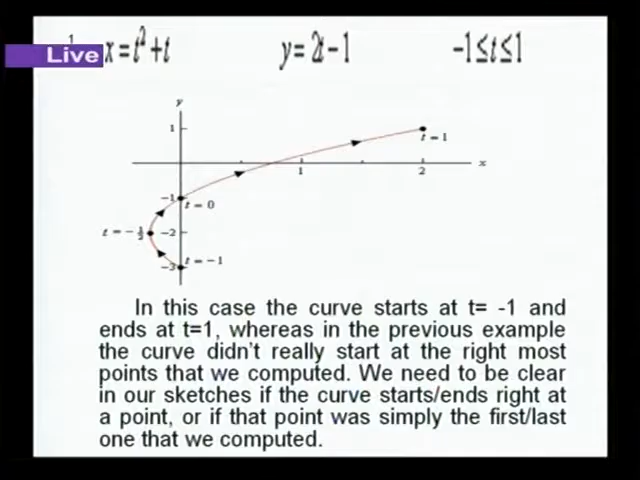 1
Live
x=t²+t y=2t−1 -1≤t≤1
y
1
t = 1
x
1
2
−1
t = 0
t = −1/2
−2
−3
t = −1
In this case the curve starts at t= -1 and
ends at t=1, whereas in the previous example
the curve didn't really start at the right most
points that we computed. We need to be clear
in our sketches if the curve starts/ends right at
a point, or if that point was simply the first/last
one that we computed.